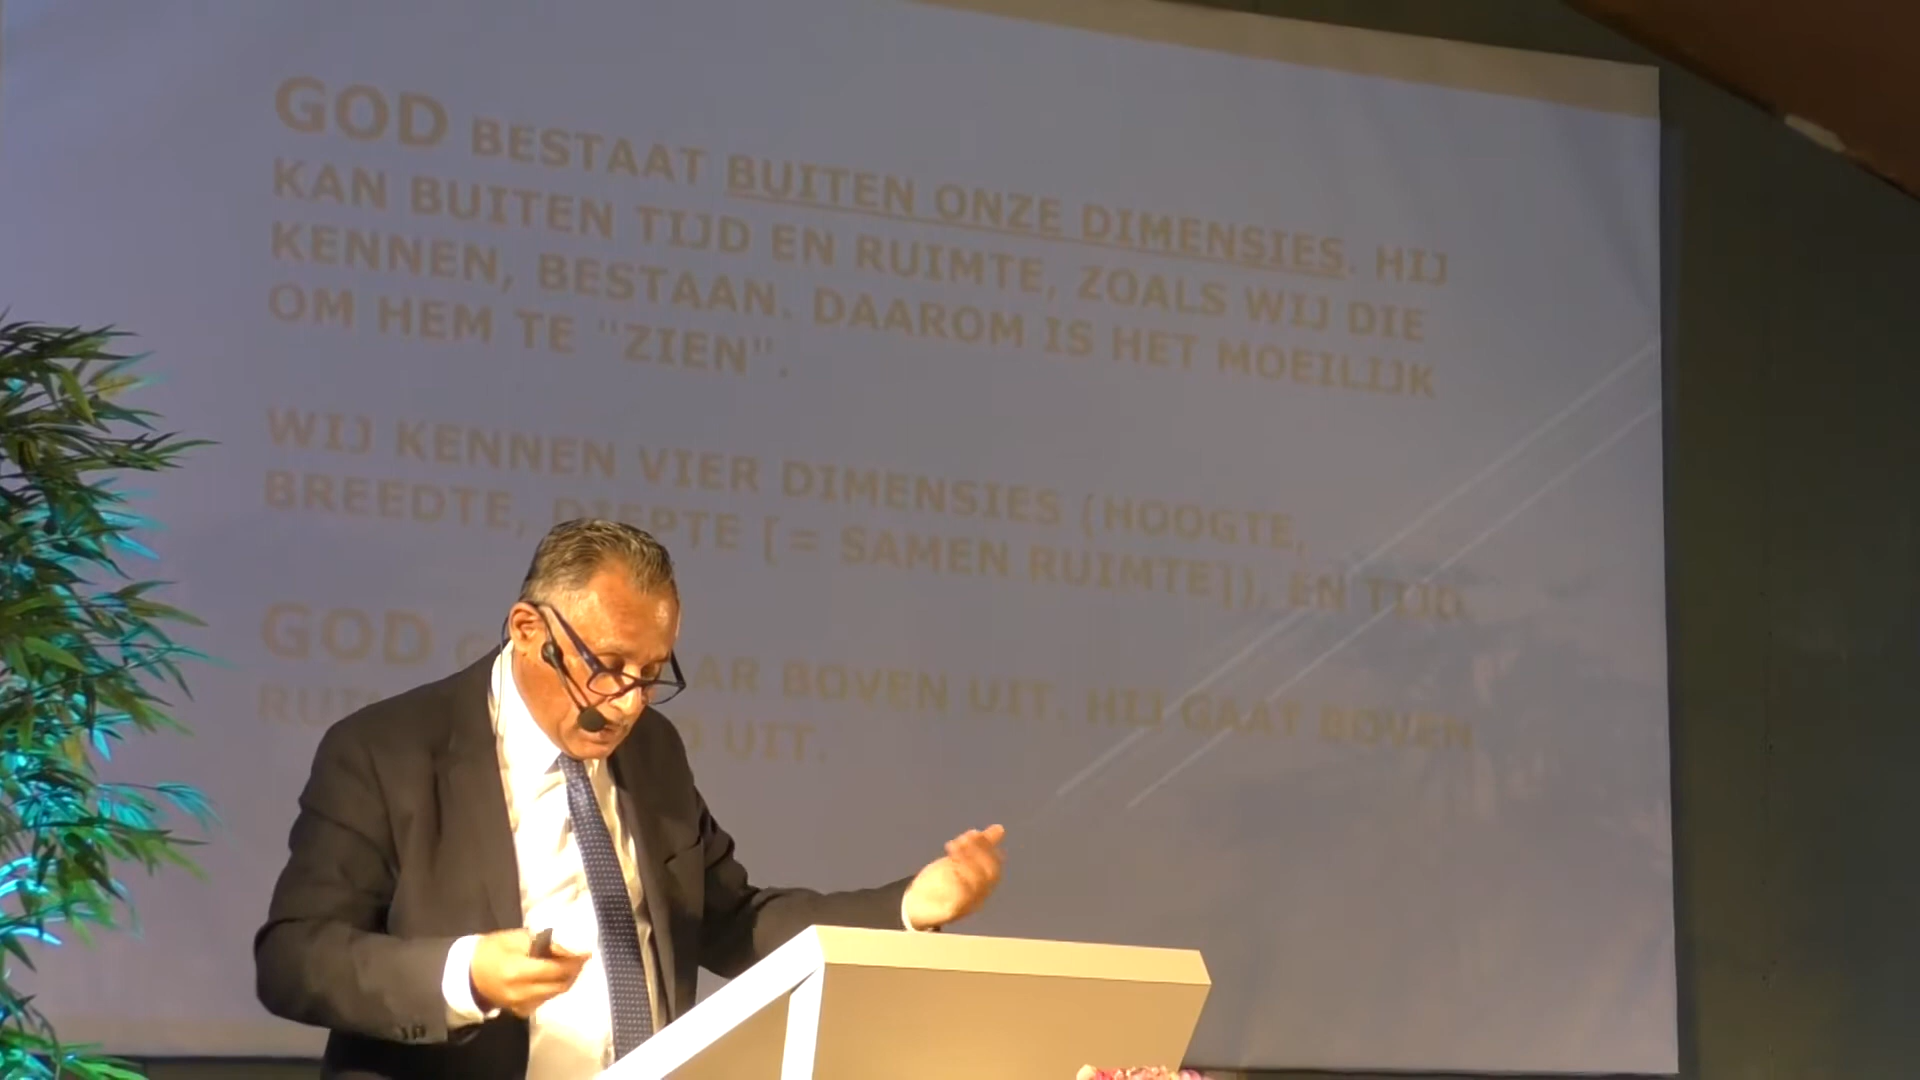 GOD BESTAAT BUITEN ONZE DIMENSIES. HIJ
KAN BUITEN TIJD EN RUIMTE, ZOALS WIJ DIE
KENNEN, BESTAAN. DAAROM IS HET MOEILIJK
OM HEM TE "ZIEN".
WIJ KENNEN VIER DIMENSIES (HOOGTE,
BREEDTE, DIEPTE [= SAMEN RUIMTE]), EN TIJD.
GOD AR BOVEN UIT. HIJ GAAT BOVEN
UIT.